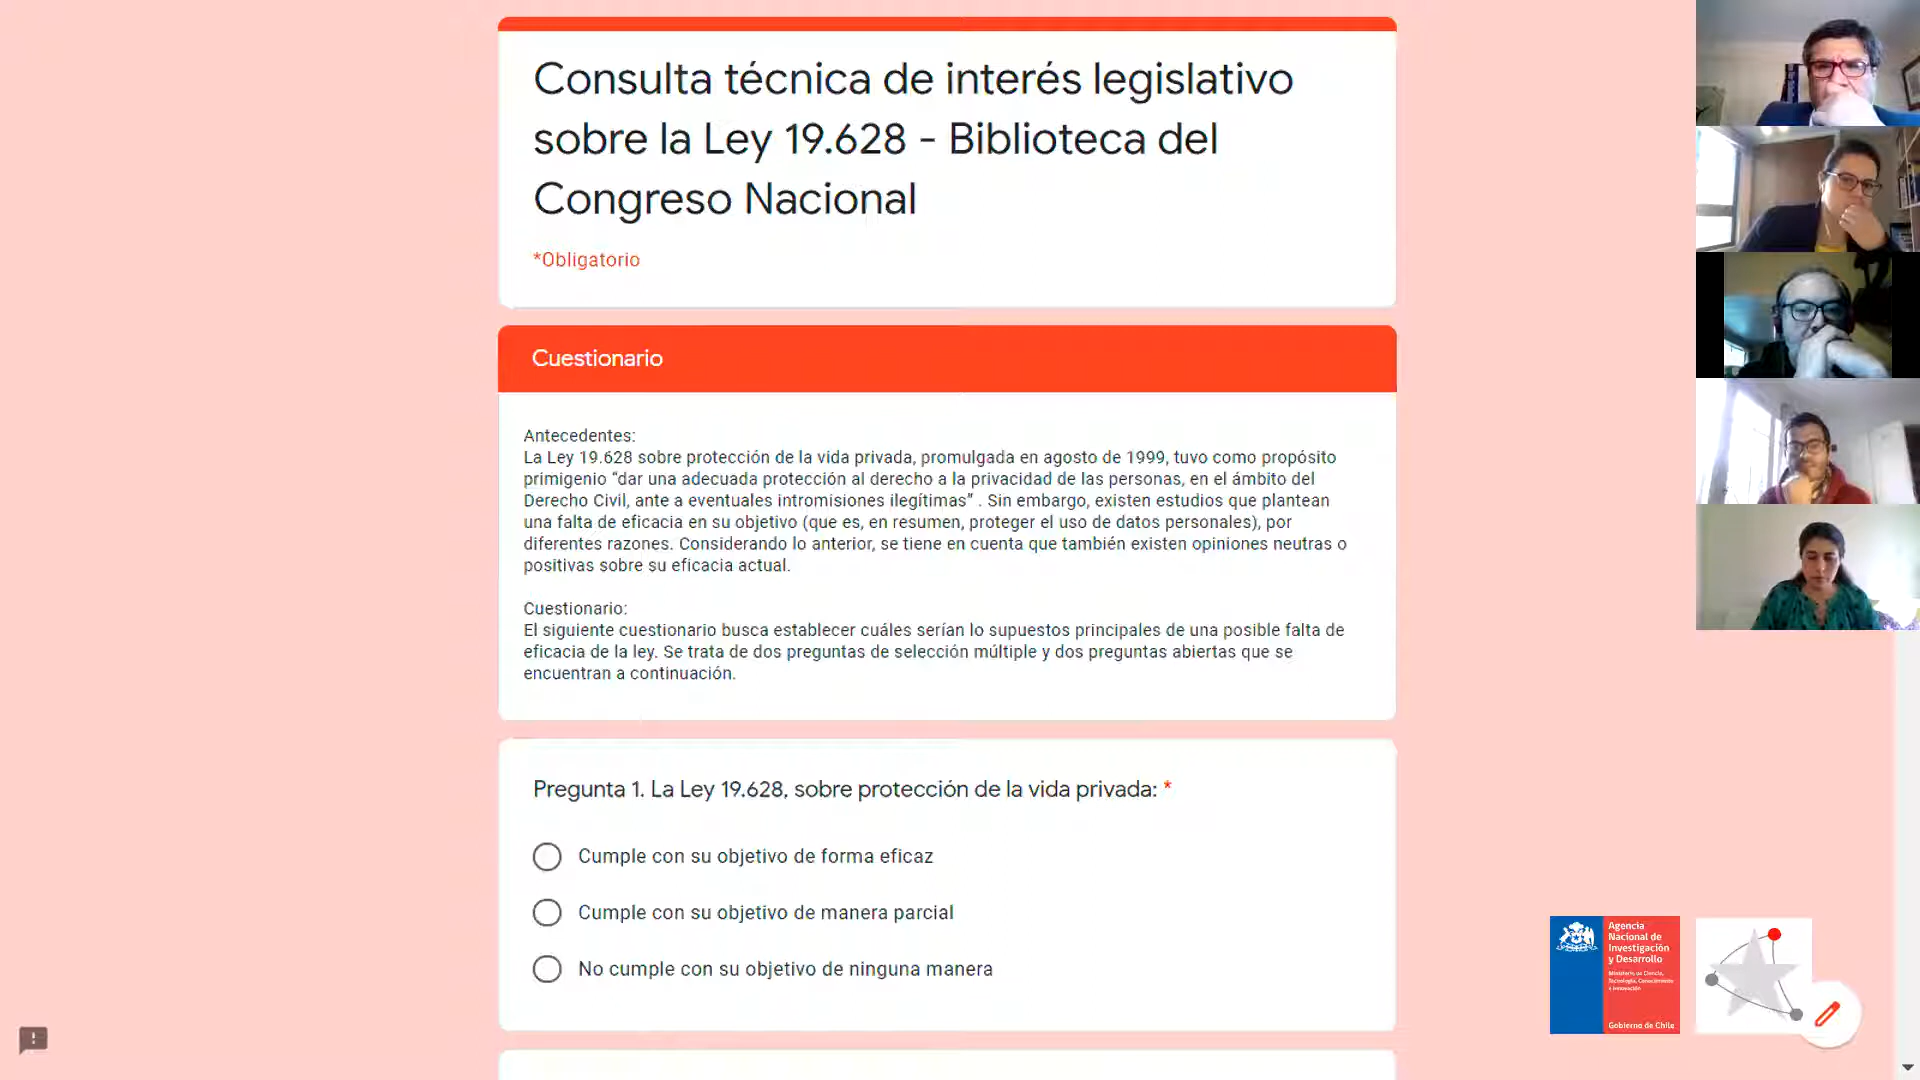 Consulta técnica de interés legislativo
sobre la Ley 19.628 - Biblioteca del
Congreso Nacional
*Obligatorio
Cuestionario
Antecedentes:
La Ley 19.628 sobre protección de la vida privada, promulgada en agosto de 1999, tuvo como propósito
primigenio “dar una adecuada protección al derecho a la privacidad de las personas, en el ámbito del
Derecho Civil, ante a eventuales intromisiones ilegítimas” . Sin embargo, existen estudios que plantean
una falta de eficacia en su objetivo (que es, en resumen, proteger el uso de datos personales), por
diferentes razones. Considerando lo anterior, se tiene en cuenta que también existen opiniones neutras o
positivas sobre su eficacia actual.
Cuestionario:
El siguiente cuestionario busca establecer cuáles serían lo supuestos principales de una posible falta de
eficacia de la ley. Se trata de dos preguntas de selección múltiple y dos preguntas abiertas que se
encuentran a continuación.
Pregunta 1. La Ley 19.628, sobre protección de la vida privada: *
Cumple con su objetivo de forma eficaz
Cumple con su objetivo de manera parcial
No cumple con su objetivo de ninguna manera
Agencia
Nacional de
Investigación
y Desarrollo
Ministerio de Ciencia,
Tecnología, Conocimiento
e Innovación
Gobierno de Chile